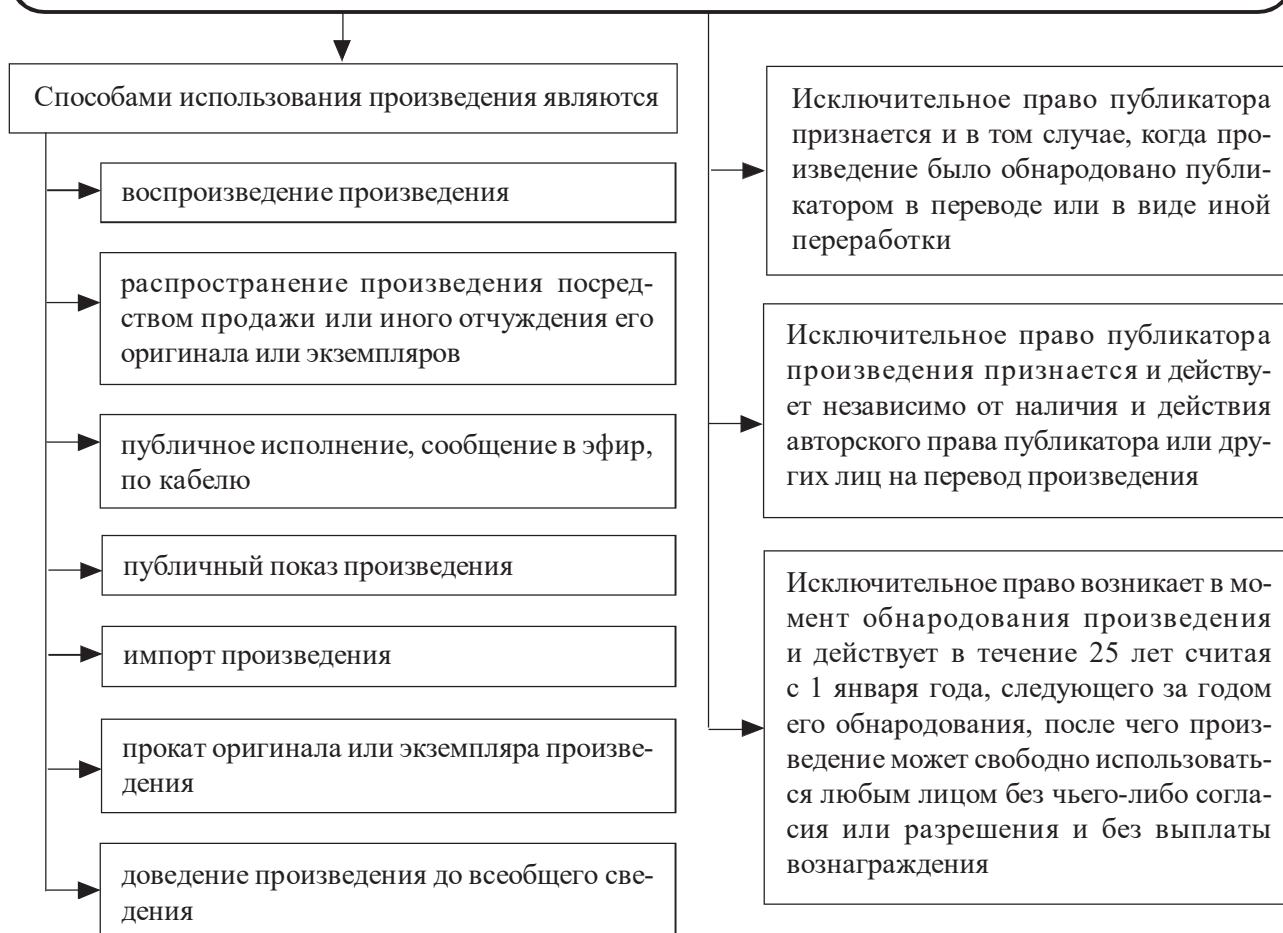 Способами использования произведения являются
воспроизведение произведения
распространение произведения посред-
ством продажи или иного отчуждения его
оригинала или экземпляров
публичное исполнение, сообщение в эфир,
по кабелю
публичный показ произведения
импорт произведения
прокат оригинала или экземпляра произве-
дения
доведение произведения до всеобщего све-
дения
Исключительное право публикатора
признается и в том случае, когда про-
изведение было обнародовано публи-
катором в переводе или в виде иной
переработки
Исключительное право публикатора
произведения признается и действу-
ет независимо от наличия и действия
авторского права публикатора или дру-
гих лиц на перевод произведения
Исключительное право возникает в мо-
мент обнародования произведения
и действует в течение 25 лет считая
с 1 января года, следующего за годом
его обнародования, после чего произ-
ведение может свободно использовать-
ся любым лицом без чьего-либо согла-
сия или разрешения и без выплаты
вознаграждения